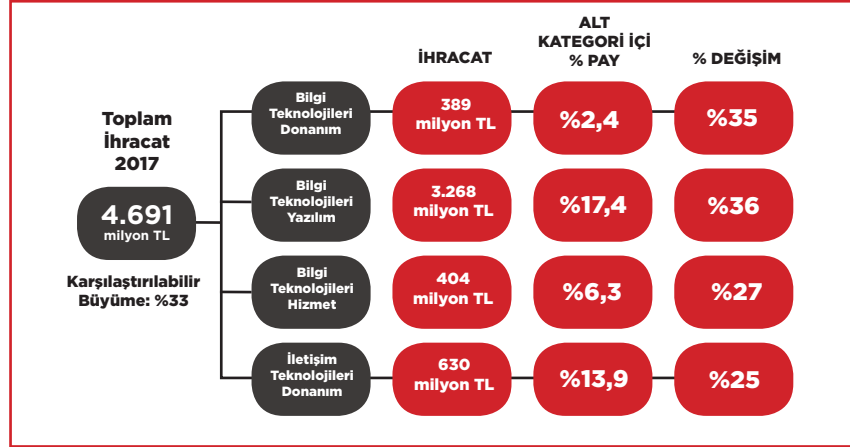 İHRACAT
ALT
KATEGORİ İÇİ
% PAY
% DEĞİŞİM
Toplam
İhracat
2017
4.691
milyon TL
Karşılaştırılabilir
Büyüme: %33
Bilgi
Teknolojileri
Donanım
389
milyon TL
%2,4
%35
Bilgi
Teknolojileri
Yazılım
3.268
milyon TL
%17,4
%36
Bilgi
Teknolojileri
Hizmet
404
milyon TL
%6,3
%27
İletişim
Teknolojileri
Donanım
630
milyon TL
%13,9
%25